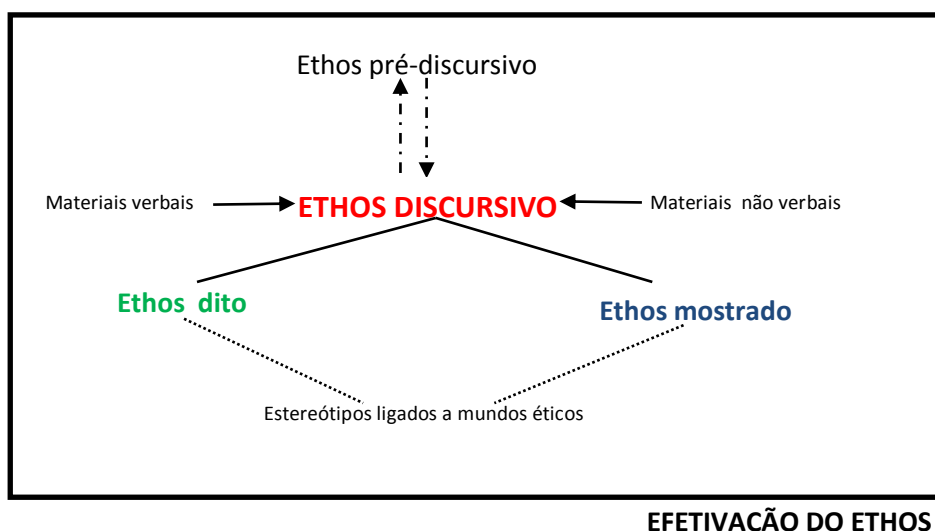 Ethos pré-discursivo
Materiais verbais
ETHOS DISCURSIVO
Materiais não verbais
Ethos dito
Ethos mostrado
Estereótipos ligados a mundos éticos
EFETIVAÇÃO DO ETHOS